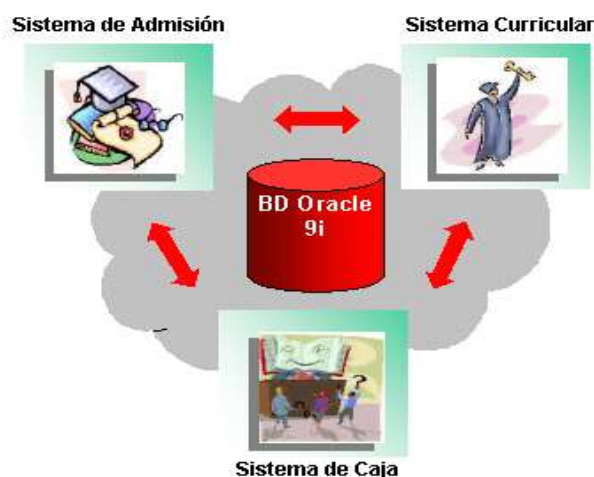 Sistema de Admisión
Sistema Curricular
BD Oracle
9i
?
Sistema de Caja